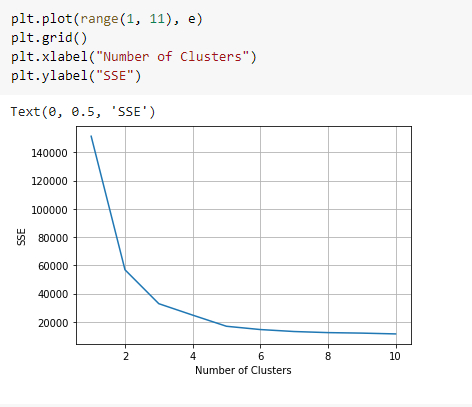 plt.plot(range(1, 11), e)
plt.grid()
plt.xlabel("Number of Clusters")
plt.ylabel("SSE")
Text(0, 0.5, 'SSE')
140000
120000
100000
80000
60000
40000
20000
SSE
2 4 6 8 10
Number of Clusters